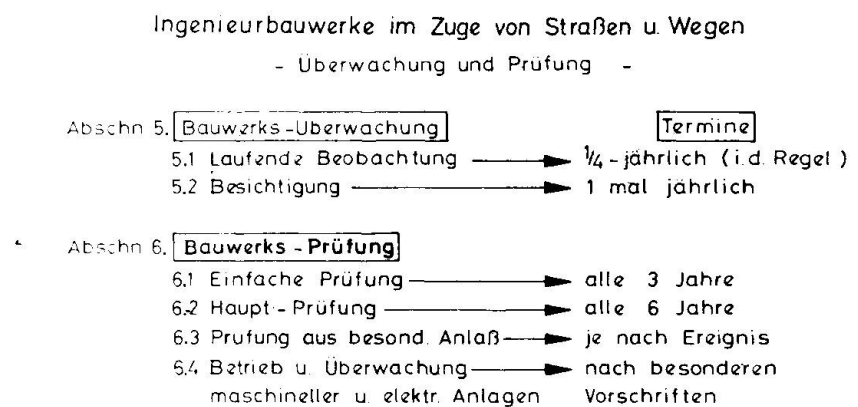 Ingenieurbauwerke im Zuge von Straßen u. Wegen
- Überwachung und Prüfung -
Abschn 5. Bauwerks-Überwachung Termine
5.1 Laufende Beobachtung 1/4-jährlich (i.d. Regel)
5.2 Besichtigung 1 mal jährlich
Abschn 6. Bauwerks-Prüfung
6.1 Einfache Prüfung alle 3 Jahre
6.2 Haupt-Prüfung alle 6 Jahre
6.3 Prufung aus besond. Anlaß je nach Ereignis
6.4 Betrieb u. Überwachung nach besonderen
maschineller u. elektr. Anlagen Vorschriften